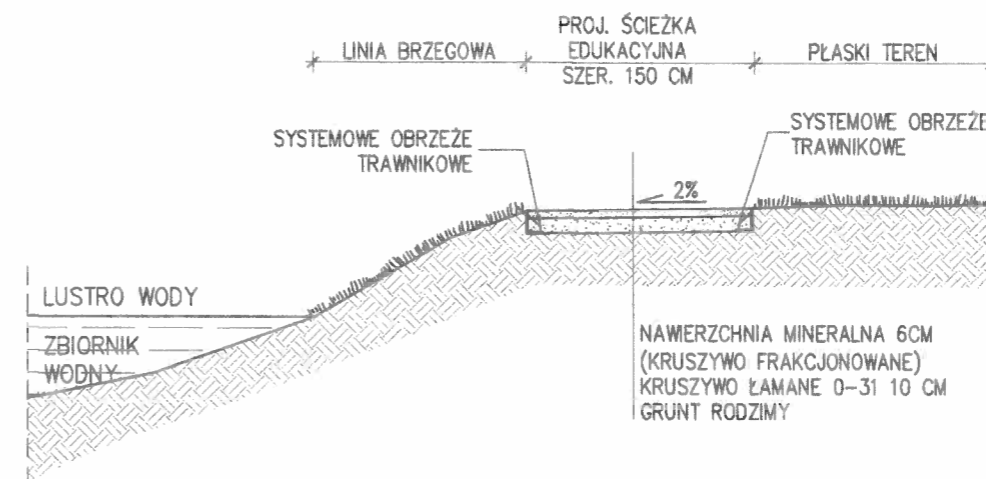 LINIA BRZEGOWA
PROJ. ŚCIEŻKA
EDUKACYJNA
SZER. 150 CM
PŁASKI TEREN
SYSTEMOWE OBRZEŻE
TRAWNIKOWE
SYSTEMOWE OBRZEŻE
TRAWNIKOWE
2%
LUSTRO WODY
ZBIORNIK
WODNY
NAWIERZCHNIA MINERALNA 6CM
(KRUSZYWO FRAKCJONOWANE)
KRUSZYWO ŁAMANE 0-31 10 CM
GRUNT RODZIMY